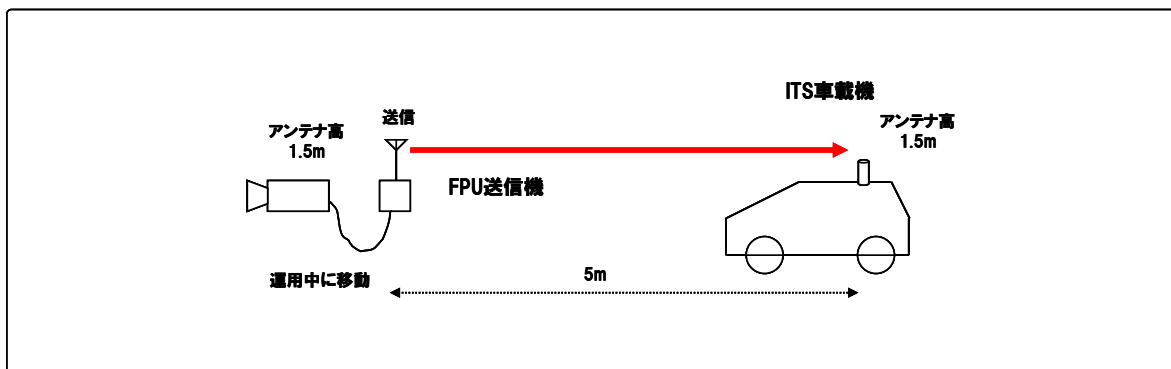 ITS車載機
送信
アンテナ高
1.5m
アンテナ高
1.5m
FPU送信機
運用中に移動
5m